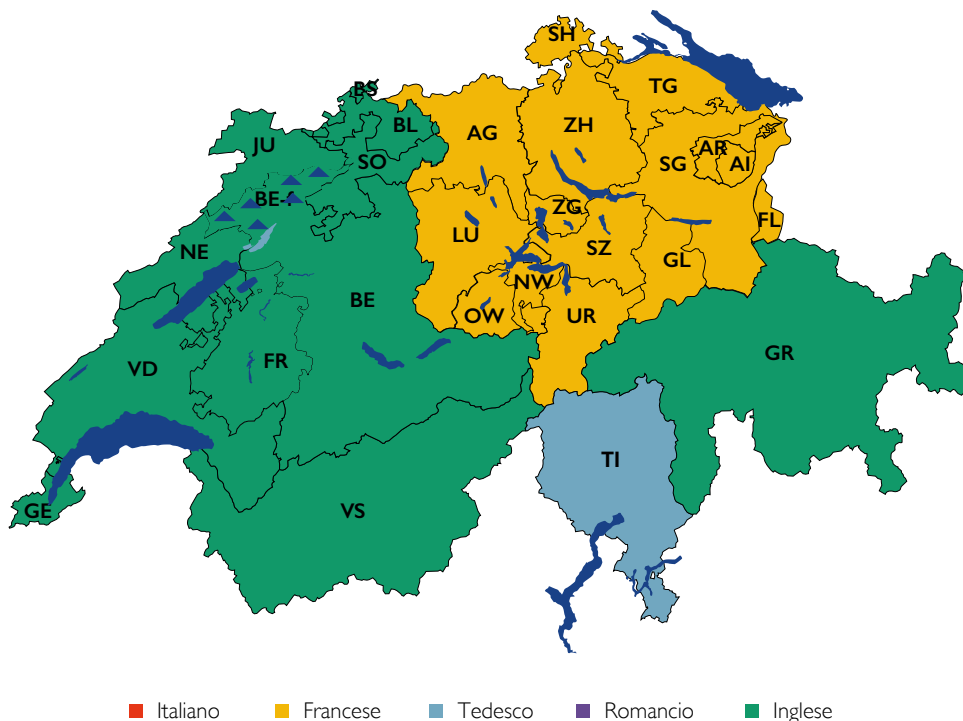 SH
BS
TG
BL
AG
ZH
JU
SO
SG
AR
AI
BE-f
ZG
FL
NE
LU
SZ
GL
NW
BE
OW
UR
VD
FR
GR
TI
GE
VS
Italiano
Francese
Tedesco
Romancio
Inglese